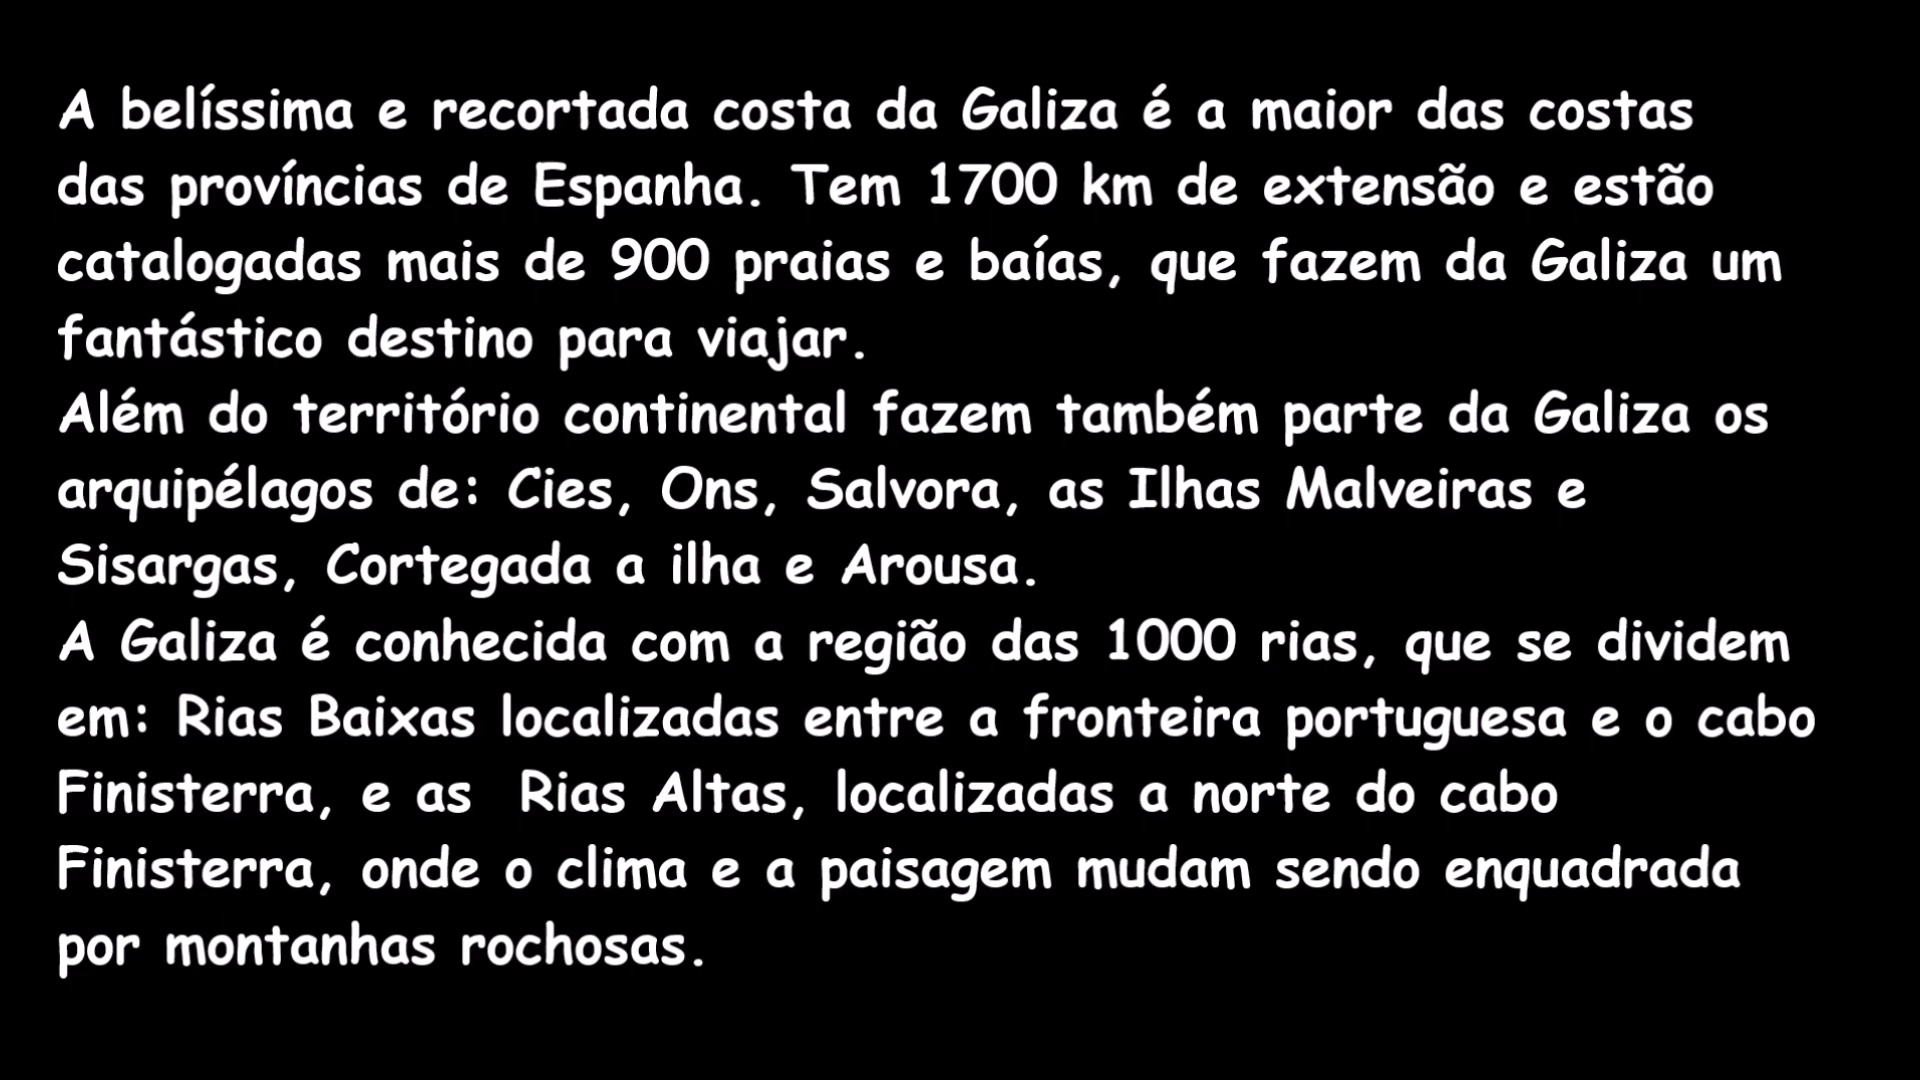 A belíssima e recortada costa da Galiza é a maior das costas
das províncias de Espanha. Tem 1700 km de extensão e estão
catalogadas mais de 900 praias e baías, que fazem da Galiza um
fantástico destino para viajar.
Além do território continental fazem também parte da Galiza os
arquipélagos de: Cies, Ons, Salvora, as Ilhas Malveiras e
Sisargas, Cortegada a ilha e Arousa.
A Galiza é conhecida com a região das 1000 rias, que se dividem
em: Rias Baixas localizadas entre a fronteira portuguesa e o cabo
Finisterra, e as  Rias Altas, localizadas a norte do cabo
Finisterra, onde o clima e a paisagem mudam sendo enquadrada
por montanhas rochosas.